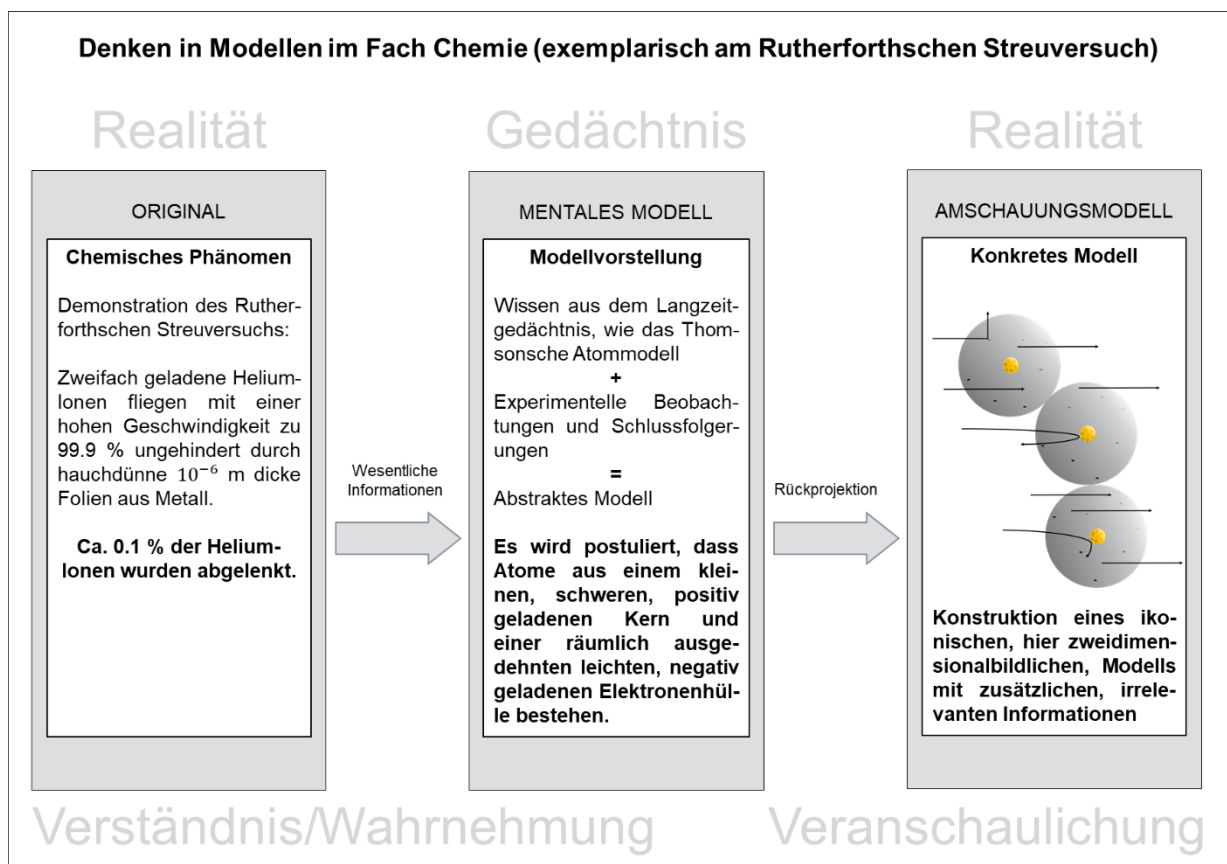 Denken in Modellen im Fach Chemie (exemplarisch am Rutherforthschen Streuversuch)
Realität
Gedächtnis
Realität
ORIGINAL
Chemisches Phänomen
Demonstration des Ruther-
forthschen Streuversuchs:
Zweifach geladene Helium-
Ionen fliegen mit einer
hohen Geschwindigkeit zu
99.9 % ungehindert durch
hauchdünne 10⁻⁶ m dicke
Folien aus Metall.
Ca. 0.1 % der Helium-
Ionen wurden abgelenkt.
Wesentliche
Informationen
MENTALES MODELL
Modellvorstellung
Wissen aus dem Langzeit-
gedächtnis, wie das Thom-
sonsche Atommodell
+
Experimentelle Beobach-
tungen und Schlussfolger-
ungen
=
Abstraktes Modell
Es wird postuliert, dass
Atome aus einem klei-
nen, schweren, positiv
geladenen Kern und
einer räumlich ausge-
dehnten leichten, negativ
geladenen Elektronenhül-
le bestehen.
Rückprojektion
AMSCHAUUNGSMODELL
Konkretes Modell
Konstruktion eines iko-
nischen, hier zweidimen-
sionalbildlichen, Modells
mit zusätzlichen, irrele-
vanten Informationen
Verständnis/Wahrnehmung
Veranschaulichung